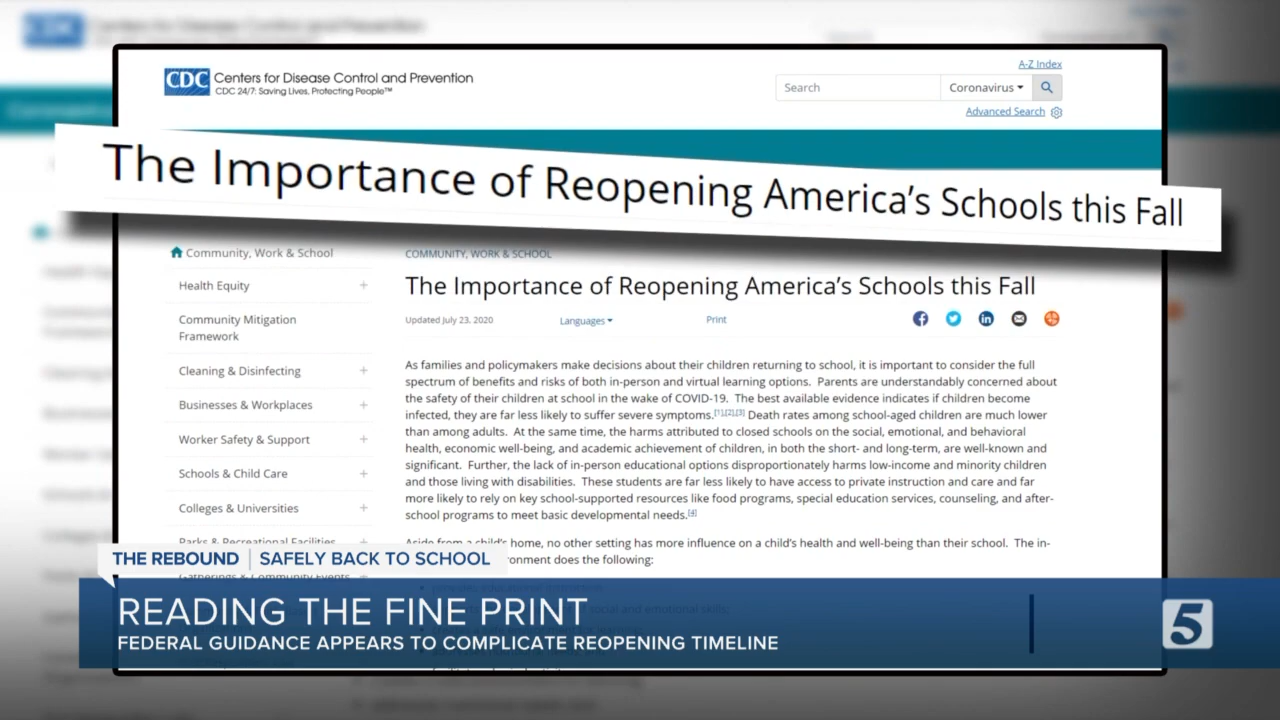 CDC Centers for Disease Control and Prevention
CDC 24/7: Saving Lives, Protecting People™
A-Z Index
Search
Coronavirus
Advanced Search
The Importance of Reopening America's Schools this Fall
Community, Work & School
Health Equity
Community Mitigation
Framework
Cleaning & Disinfecting
Businesses & Workplaces
Worker Safety & Support
Schools & Child Care
Colleges & Universities
Parks & Recreational Facilities
Gatherings & Community Events
COMMUNITY, WORK & SCHOOL
The Importance of Reopening America's Schools this Fall
Updated July 23, 2020
Languages
Print
As families and policymakers make decisions about their children returning to school, it is important to consider the full
spectrum of benefits and risks of both in-person and virtual learning options. Parents are understandably concerned about
the safety of their children at school in the wake of COVID-19. The best available evidence indicates if children become
infected, they are far less likely to suffer severe symptoms.[1],[2],[3] Death rates among school-aged children are much lower
than among adults. At the same time, the harms attributed to closed schools on the social, emotional, and behavioral
health, economic well-being, and academic achievement of children, in both the short- and long-term, are well-known and
significant. Further, the lack of in-person educational options disproportionately harms low-income and minority children
and those living with disabilities. These students are far less likely to have access to private instruction and care and far
more likely to rely on key school-supported resources like food programs, special education services, counseling, and after-
school programs to meet basic developmental needs.[4]
Aside from a child's home, no other setting has more influence on a child's health and well-being than their school. The in-
onment does the following:
of social and emotional skills;
THE REBOUND SAFELY BACK TO SCHOOL
READING THE FINE PRINT
FEDERAL GUIDANCE APPEARS TO COMPLICATE REOPENING TIMELINE
5